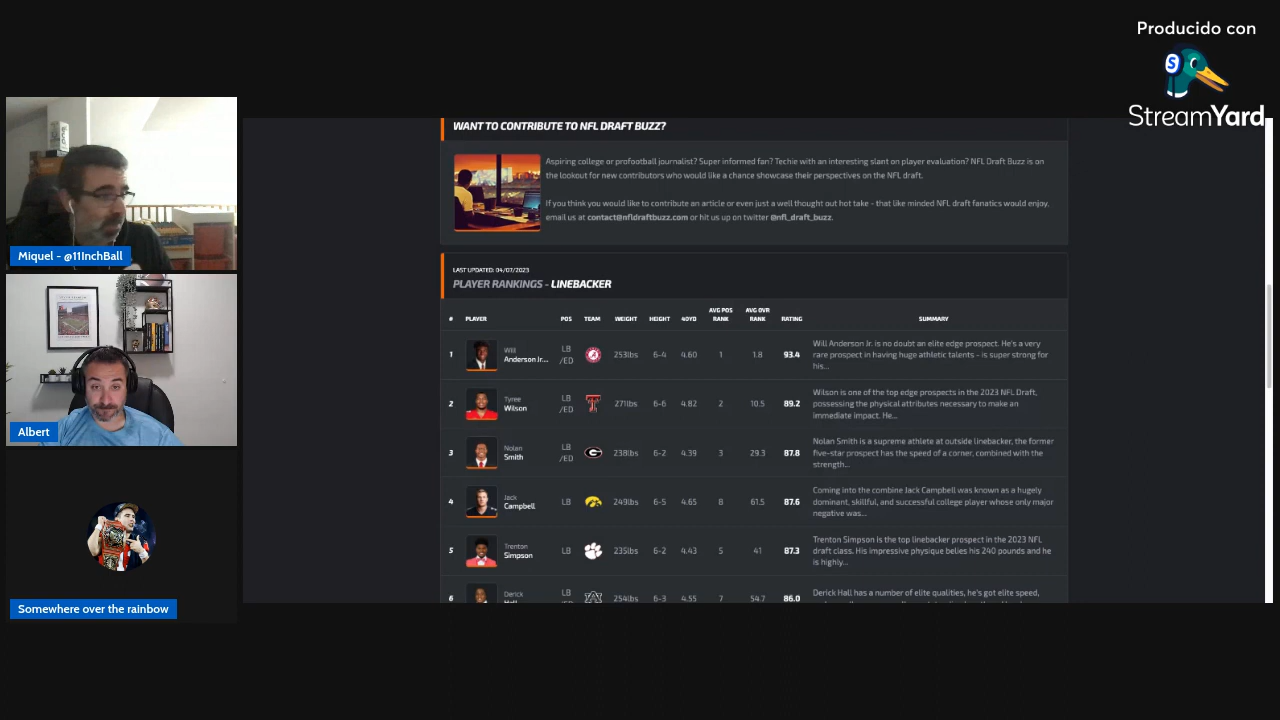 Producido con
StreamYard
Miquel - @11InchBall
Albert
Somewhere over the rainbow
WANT TO CONTRIBUTE TO NFL DRAFT BUZZ?
Aspiring college or profootball journalist? Super informed fan? Techie with an interesting slant on player evaluation? NFL Draft Buzz is on
the lookout for new contributors who would like a chance showcase their perspectives on the NFL draft.
If you think you would like to contribute an article or even just a well thought out hot take - that like minded NFL draft fanatics would enjoy,
email us at contact@nfldraftbuzz.com or hit us up on twitter @nfl_draft_buzz.
LAST UPDATED: 04/07/2023
PLAYER RANKINGS - LINEBACKER
# PLAYER POS TEAM WEIGHT HEIGHT 40YD AVG POS RANK AVG OVR RANK RATING SUMMARY
1 Will Anderson Jr... LB /ED 253lbs 6-4 4.60 1 1.8 93.4
Will Anderson Jr. is no doubt an elite edge prospect. He's a very
rare prospect in having huge athletic talents - is super strong for
his...
2 Tyree Wilson LB /ED 271lbs 6-6 4.82 2 10.5 89.2
Wilson is one of the top edge prospects in the 2023 NFL Draft,
possessing the physical attributes necessary to make an
immediate impact. He...
3 Nolan Smith LB /ED 238lbs 6-2 4.39 3 29.3 87.8
Nolan Smith is a supreme athlete at outside linebacker, the former
five-star prospect has the speed of a corner, combined with the
strength...
4 Jack Campbell LB 249lbs 6-5 4.65 8 61.5 87.6
Coming into the combine Jack Campbell was known as a hugely
dominant, skillful, and successful college player whose only major
negative was...
5 Trenton Simpson LB 235lbs 6-2 4.43 5 41 87.3
Trenton Simpson is the top linebacker prospect in the 2023 NFL
draft class. His impressive physique belies his 240 pounds and he
is highly...
6 Derick LB 254lbs 6-3 4.55 7 54.7 86.0
Derick Hall has a number of elite qualities, he's got elite speed,